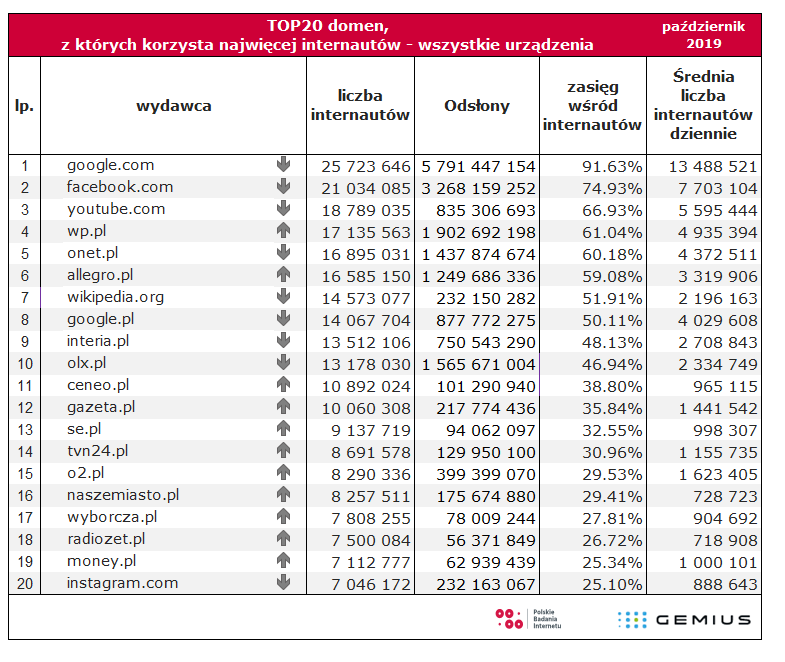 TOP20 domen,
z których korzysta najwięcej internautów - wszystkie urządzenia
październik
2019
lp.
wydawca
liczba
internautów
Odsłony
zasięg
wśród
internautów
Średnia
liczba
internautów
dziennie
1 google.com 25 723 646 5 791 447 154 91.63% 13 488 521
2 facebook.com 21 034 085 3 268 159 252 74.93% 7 703 104
3 youtube.com 18 789 035 835 306 693 66.93% 5 595 444
4 wp.pl 17 135 563 1 902 692 198 61.04% 4 935 394
5 onet.pl 16 895 031 1 437 874 674 60.18% 4 372 511
6 allegro.pl 16 585 150 1 249 686 336 59.08% 3 319 906
7 wikipedia.org 14 573 077 232 150 282 51.91% 2 196 163
8 google.pl 14 067 704 877 772 275 50.11% 4 029 608
9 interia.pl 13 512 106 750 543 290 48.13% 2 708 843
10 olx.pl 13 178 030 1 565 671 004 46.94% 2 334 749
11 ceneo.pl 10 892 024 101 290 940 38.80% 965 115
12 gazeta.pl 10 060 308 217 774 436 35.84% 1 441 542
13 se.pl 9 137 719 94 062 097 32.55% 998 307
14 tvn24.pl 8 691 578 129 950 100 30.96% 1 155 735
15 o2.pl 8 290 336 399 399 070 29.53% 1 623 405
16 naszemiasto.pl 8 257 511 175 674 880 29.41% 728 723
17 wyborcza.pl 7 808 255 78 009 244 27.81% 904 692
18 radiozet.pl 7 500 084 56 371 849 26.72% 718 908
19 money.pl 7 112 777 62 939 439 25.34% 1 000 101
20 instagram.com 7 046 172 232 163 067 25.10% 888 643
Polskie
Badania
Internetu
GEMIUS